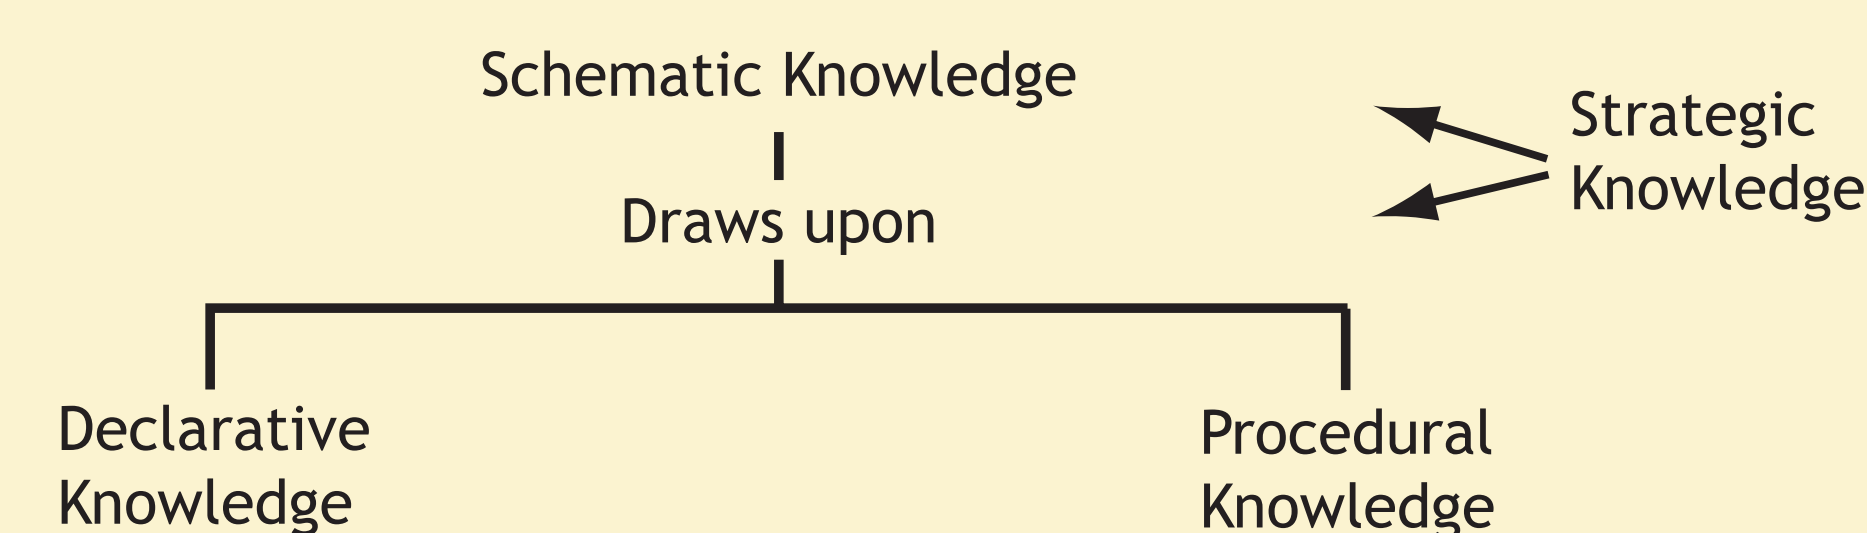 Schematic Knowledge
Strategic
Knowledge
Draws upon
Declarative
Knowledge
Procedural
Knowledge